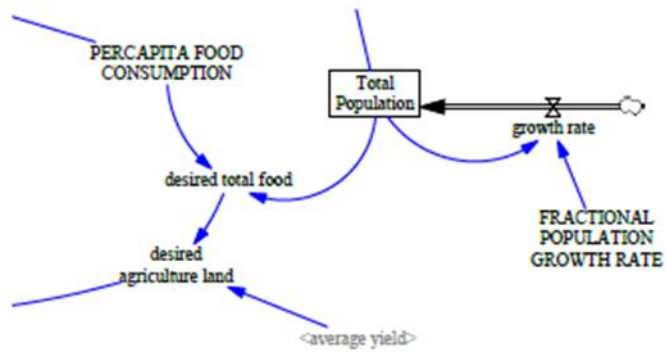 PERCAPITA FOOD
CONSUMPTION
Total
Population
growth rate
desired total food
FRACTIONAL
POPULATION
GROWTH RATE
desired
agriculture land
<average yield>